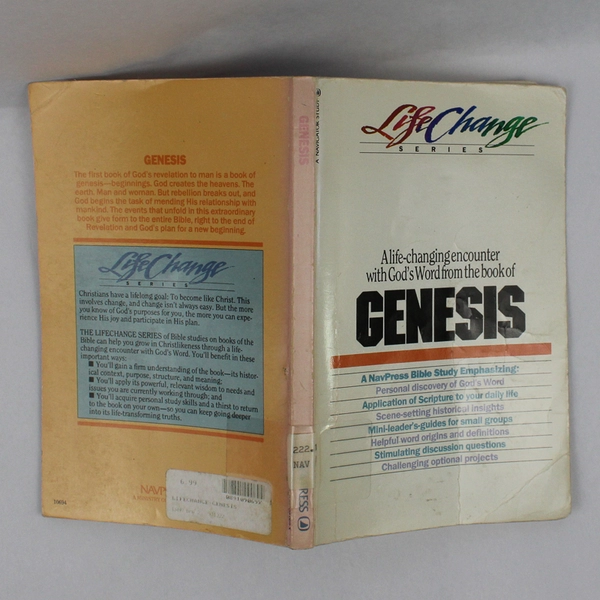 GENESIS
The first book of God's revelation to man is a book of
genesis—beginnings. God creates the heavens. The
earth. Man and woman. But rebellion breaks out, and
God begins the task of mending His relationship with
mankind. The events that unfold in this extraordinary
book give form to the entire Bible, right to the end of
Revelation and God's plan for a new beginning.
LifeChange
SERIES
Christians have a lifelong goal: To become like Christ. This
involves change, and change isn't always easy. But the more
you know of God's purposes for you, the more you can expe-
rience His joy and participate in His plan.
THE LIFECHANGE SERIES of Bible studies on books of the
Bible can help you grow in Christlikeness through a life-
changing encounter with God's Word. You'll benefit in these
important ways:
■ You'll gain a firm understanding of the book—its histor-
ical context, purpose, structure, and meaning;
■ You'll apply its powerful, relevant wisdom to needs and
issues you are currently working through; and
■ You'll acquire personal study skills and a thirst to return
to the book on your own—so you can keep going deeper
into its life-transforming truths.
NAVP
6.99
LIFECHANGE GENESIS
GENESIS
A NAVIGATOR STUDY
222.
NAV
RESS
LifeChange
SERIES
A life-changing encounter
with God's Word from the book of
GENESIS
A NavPress Bible Study Emphasizing:
Personal discovery of God's Word
Application of Scripture to your daily life
Scene-setting historical insights
Mini-leader's-guides for small groups
Helpful word origins and definitions
Stimulating discussion questions
Challenging optional projects